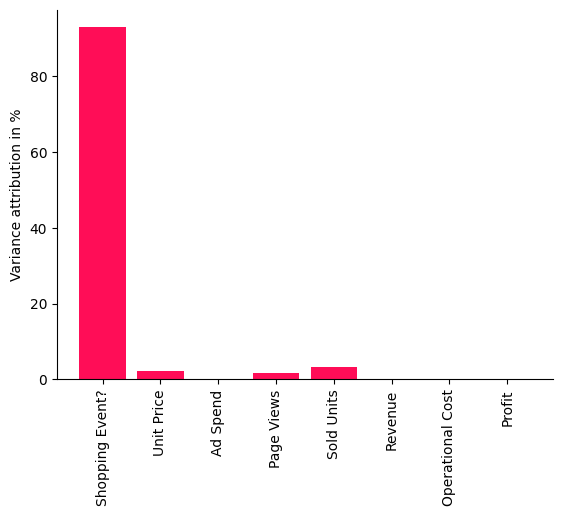 Variance attribution in %
80
60
40
20
0
Shopping Event?
Unit Price
Ad Spend
Page Views
Sold Units
Revenue
Operational Cost
Profit